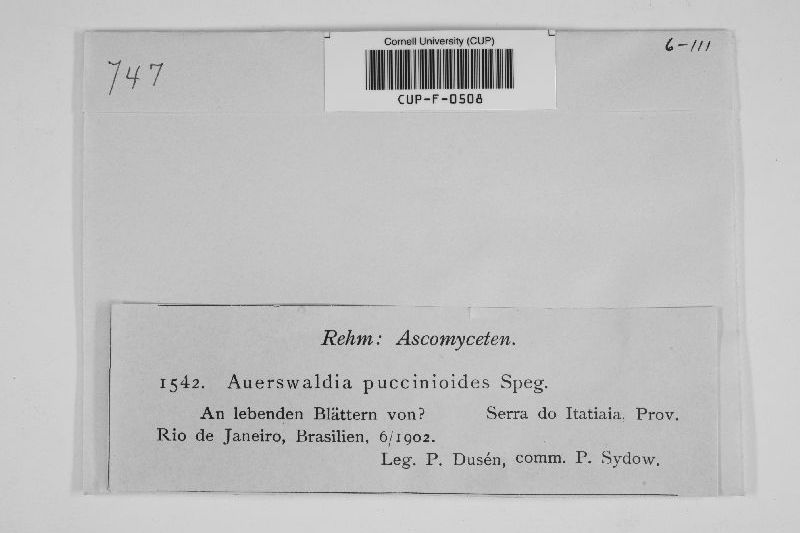 Cornell University (CUP)
CUP-F-0508
6-111
747
Rehm: Ascomyceten.
1542. Auerswaldia puccinioides Speg.
An lebenden Blättern von? Serra do Itatiaia, Prov.
Rio de Janeiro, Brasilien, 6/1902.
Leg. P. Dusén, comm. P. Sydow.